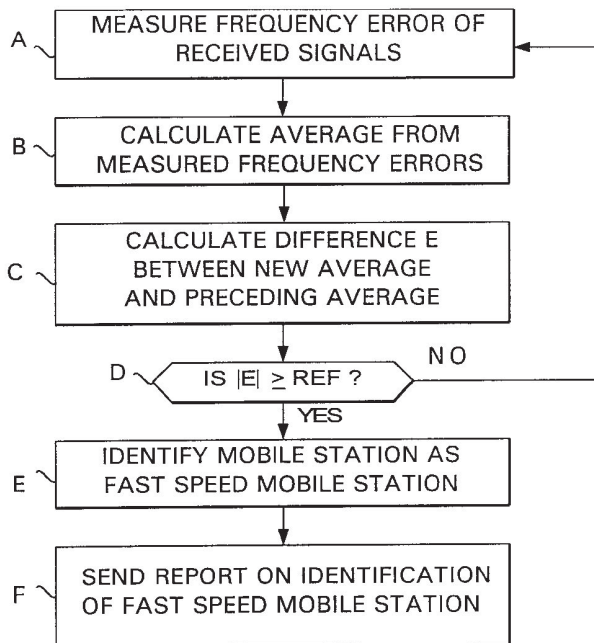 A
MEASURE FREQUENCY ERROR OF
RECEIVED SIGNALS
B
CALCULATE AVERAGE FROM
MEASURED FREQUENCY ERRORS
C
CALCULATE DIFFERENCE E
BETWEEN NEW AVERAGE
AND PRECEDING AVERAGE
D
IS |E| ≥ REF ?
NO
YES
E
IDENTIFY MOBILE STATION AS
FAST SPEED MOBILE STATION
F
SEND REPORT ON IDENTIFICATION
OF FAST SPEED MOBILE STATION